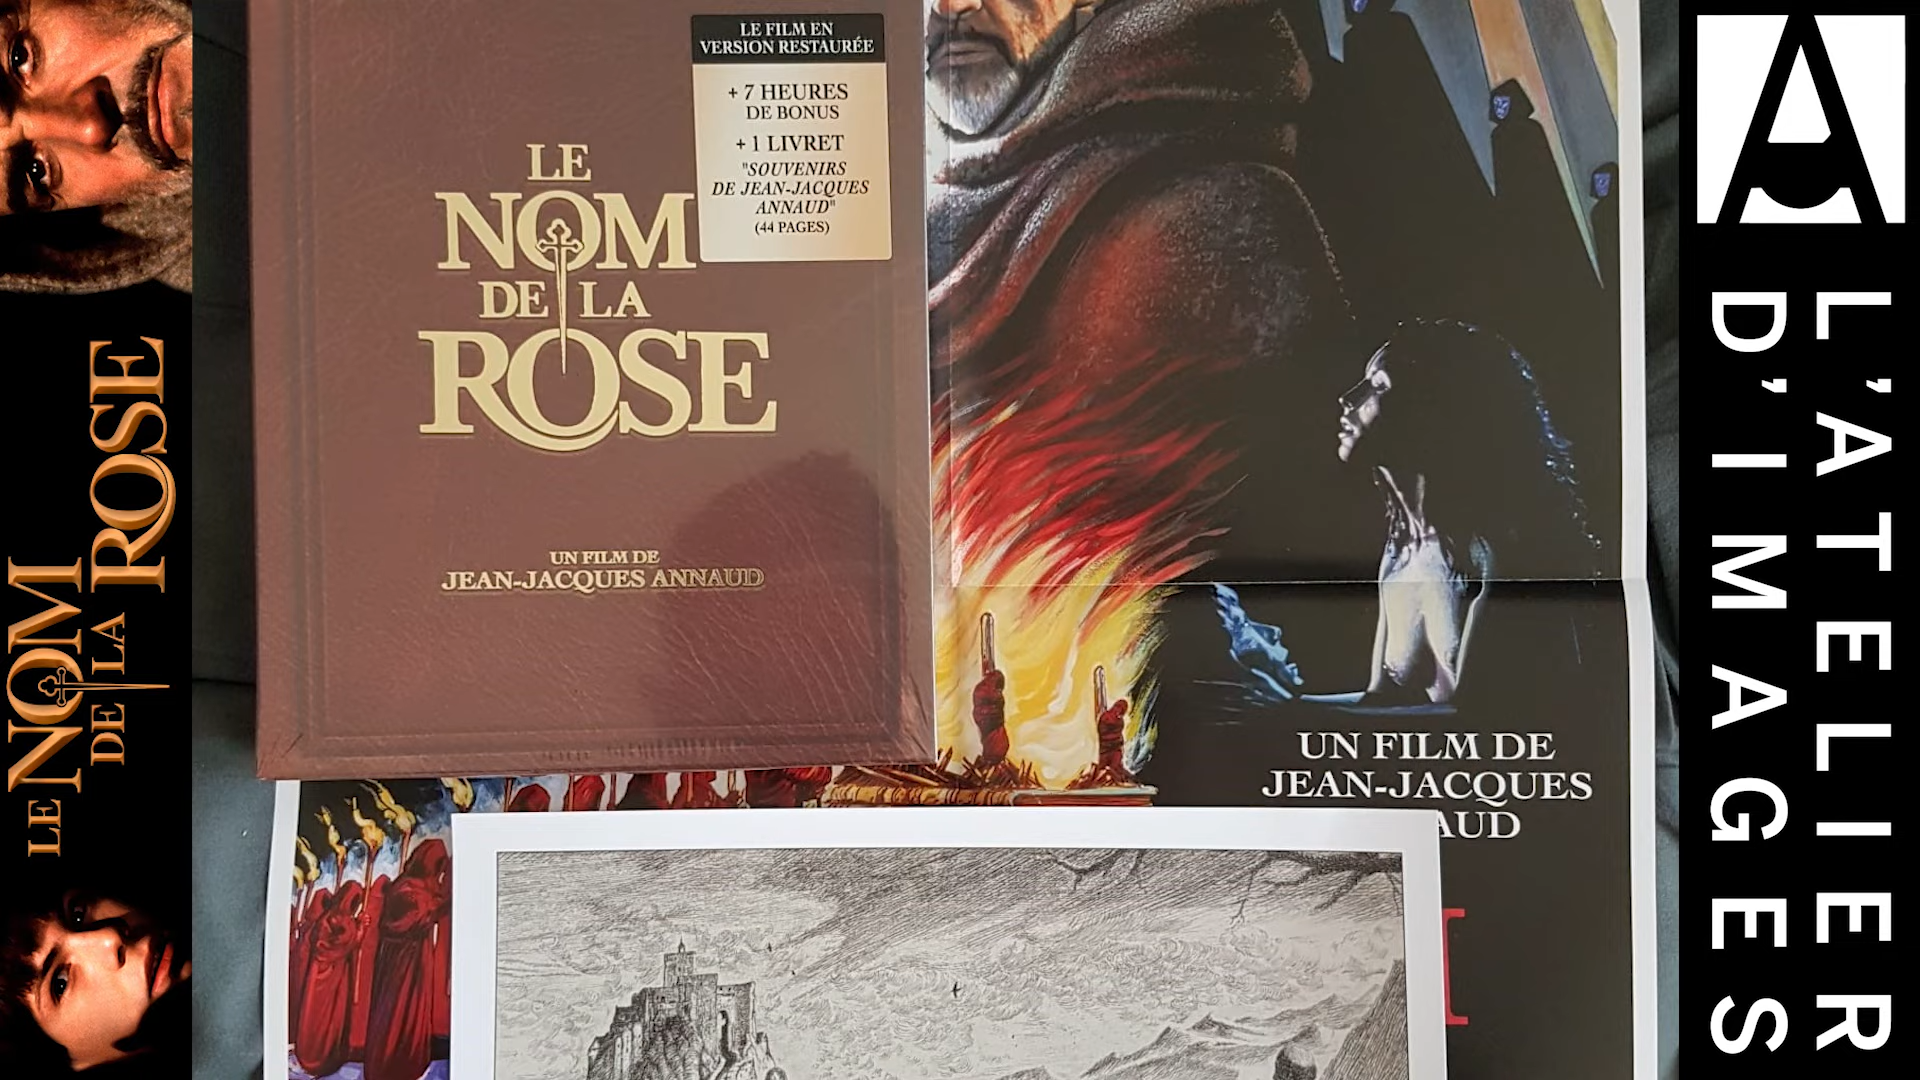 LE NOM
DE LA
ROSE
LE FILM EN
VERSION RESTAURÉE
+ 7 HEURES
DE BONUS
+ 1 LIVRET
"SOUVENIRS
DE JEAN-JACQUES
ANNAUD"
(44 PAGES)
LE
NOM
DE LA
ROSE
UN FILM DE
JEAN-JACQUES ANNAUD
UN FILM DE
JEAN-JACQUES
AUD
A
L'ATELIER
D'IMAGES